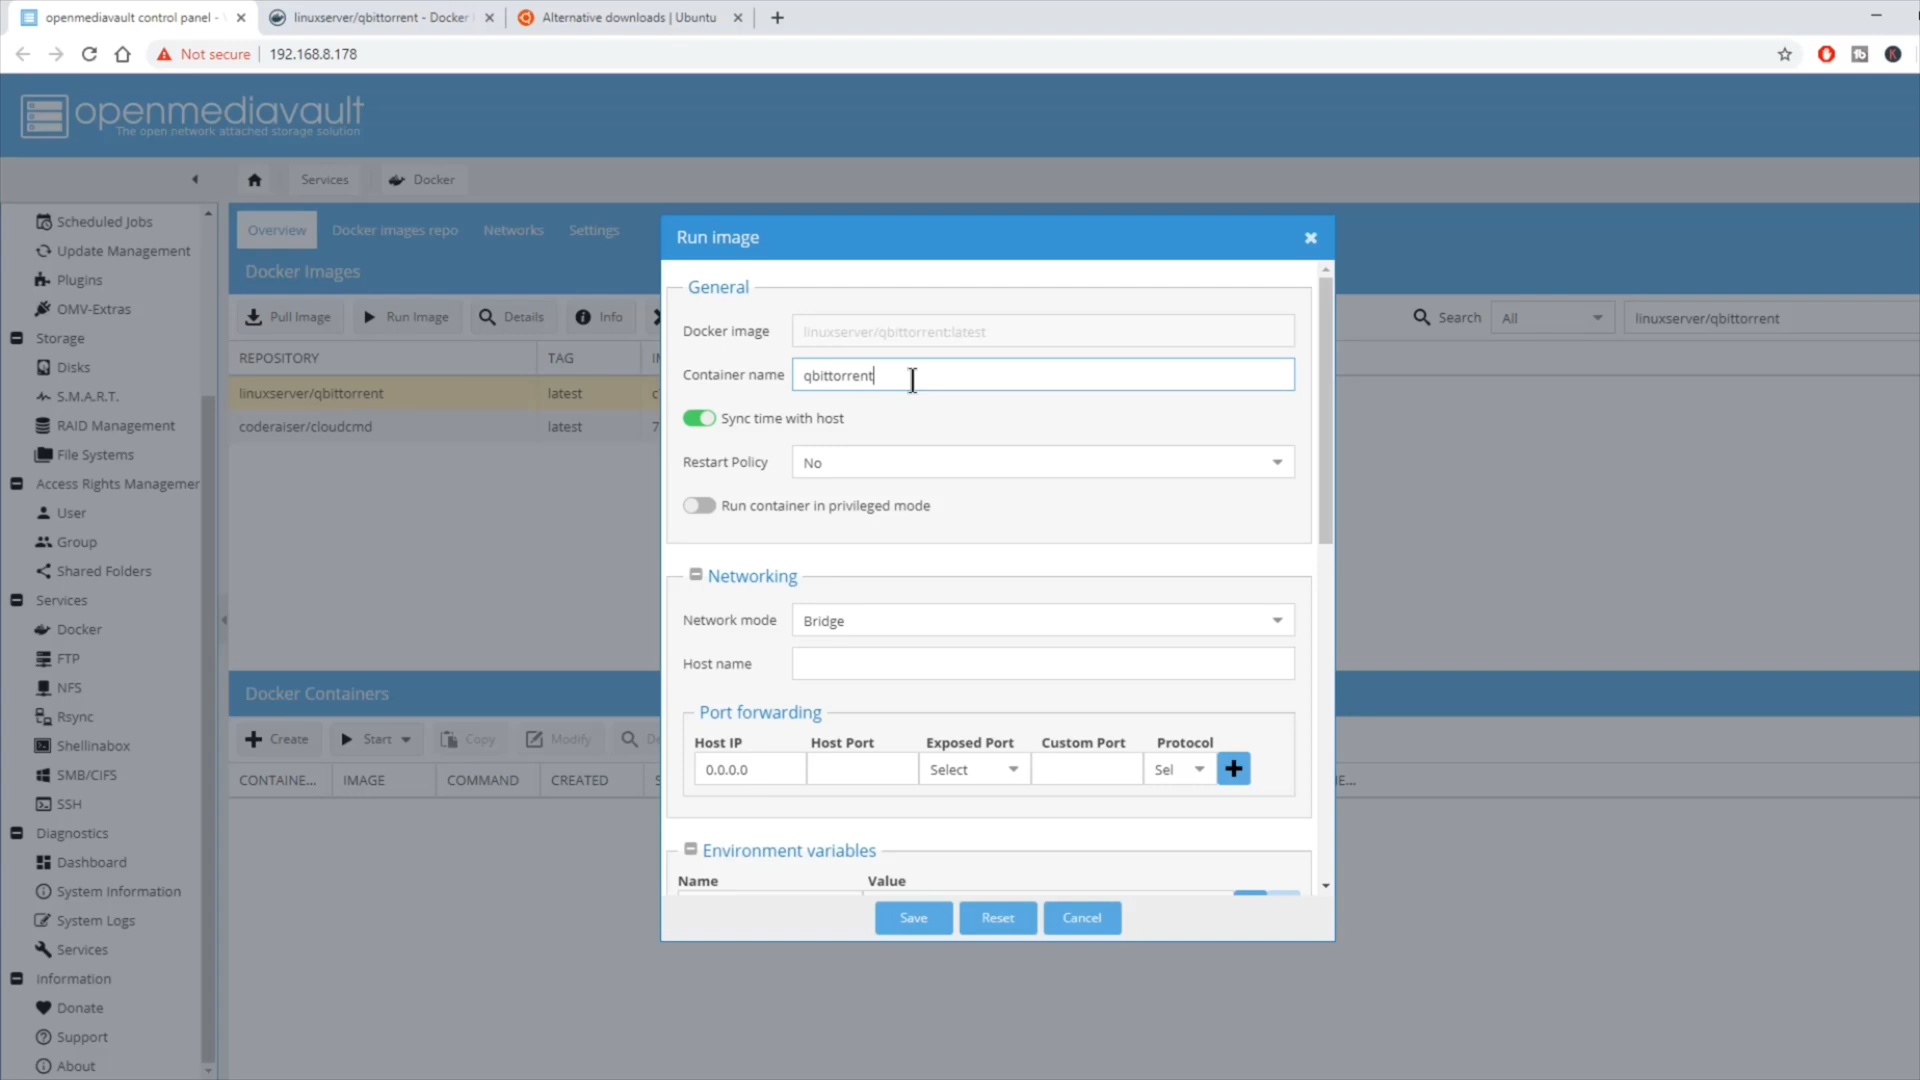 openmediavault control panel -
linuxserver/qbittorrent - Docker
Alternative downloads | Ubuntu
Not secure
192.168.8.178
openmediavault
The open network attached storage solution
Services
Docker
Scheduled Jobs
Update Management
Plugins
OMV-Extras
Storage
Disks
S.M.A.R.T.
RAID Management
File Systems
Access Rights Managemer
User
Group
Shared Folders
Services
Docker
FTP
NFS
Rsync
Shellinabox
SMB/CIFS
SSH
Diagnostics
Dashboard
System Information
System Logs
Services
Information
Donate
Support
About
Overview
Docker images repo
Networks
Settings
Docker Images
Pull Image
Run Image
Details
Info
Search
All
linuxserver/qbittorrent
REPOSITORY
TAG
linuxserver/qbittorrent
latest
c
coderaiser/cloudcmd
latest
7
Docker Containers
Create
Start
Copy
Modify
De
CONTAINE...
IMAGE
COMMAND
CREATED
S
E...
Run image
General
Docker image
linuxserver/qbittorrent:latest
Container name
qbittorrent
Sync time with host
Restart Policy
No
Run container in privileged mode
Networking
Network mode
Bridge
Host name
Port forwarding
Host IP
Host Port
Exposed Port
Custom Port
Protocol
0.0.0.0
Select
Sel
Environment variables
Name
Value
Save
Reset
Cancel